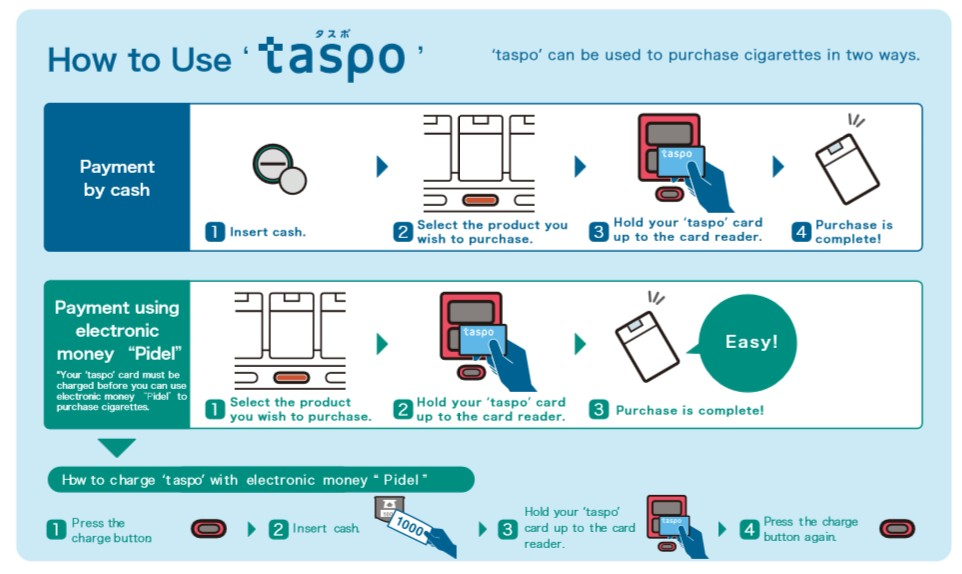 タスポ
How to Use ‘taspo’
‘taspo’ can be used to purchase cigarettes in two ways.
Payment
by cash
1 Insert cash.
2 Select the product you
wish to purchase.
taspo
3 Hold your ‘taspo’ card
up to the card reader.
4 Purchase is
complete!
Payment using
electronic
money “Pidel”
*Your ‘taspo’ card must be
charged before you can use
electronic money “Pidel” to
purchase cigarettes.
1 Select the product
you wish to purchase.
taspo
2 Hold your ‘taspo’ card
up to the card reader.
3 Purchase is complete!
Easy!
How to charge ‘taspo’ with electronic money “Pidel”
1 Press the
charge button.
2 Insert cash.
1000
3 Hold your ‘taspo’
card up to the card
reader.
taspo
4 Press the charge
button again.